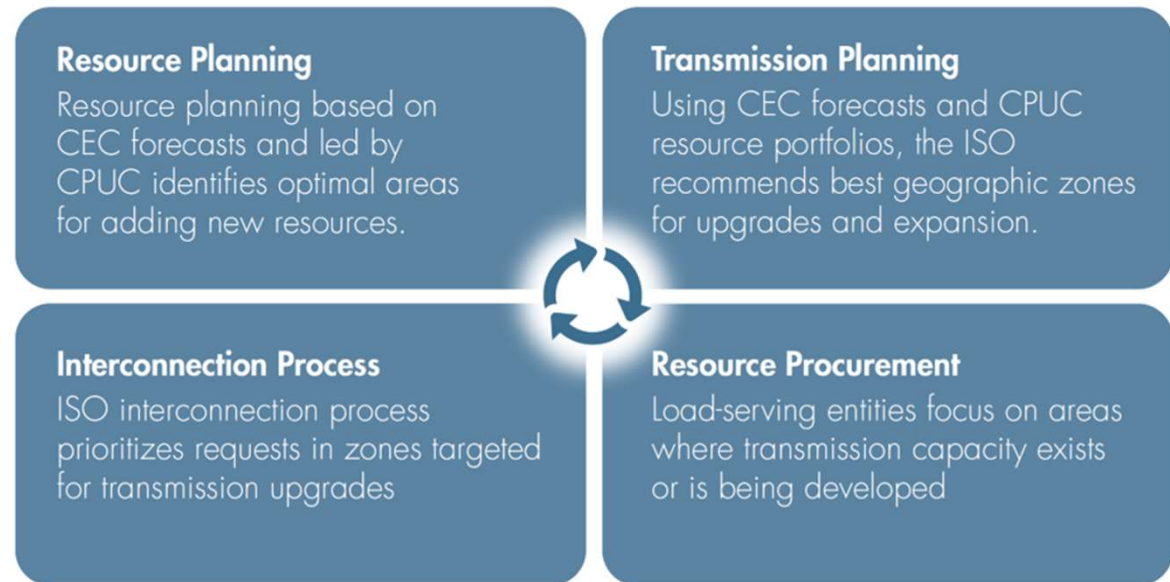 Resource Planning
Resource planning based on
CEC forecasts and led by
CPUC identifies optimal areas
for adding new resources.
Transmission Planning
Using CEC forecasts and CPUC
resource portfolios, the ISO
recommends best geographic zones
for upgrades and expansion.
Interconnection Process
ISO interconnection process
prioritizes requests in zones targeted
for transmission upgrades
Resource Procurement
Load-serving entities focus on areas
where transmission capacity exists
or is being developed